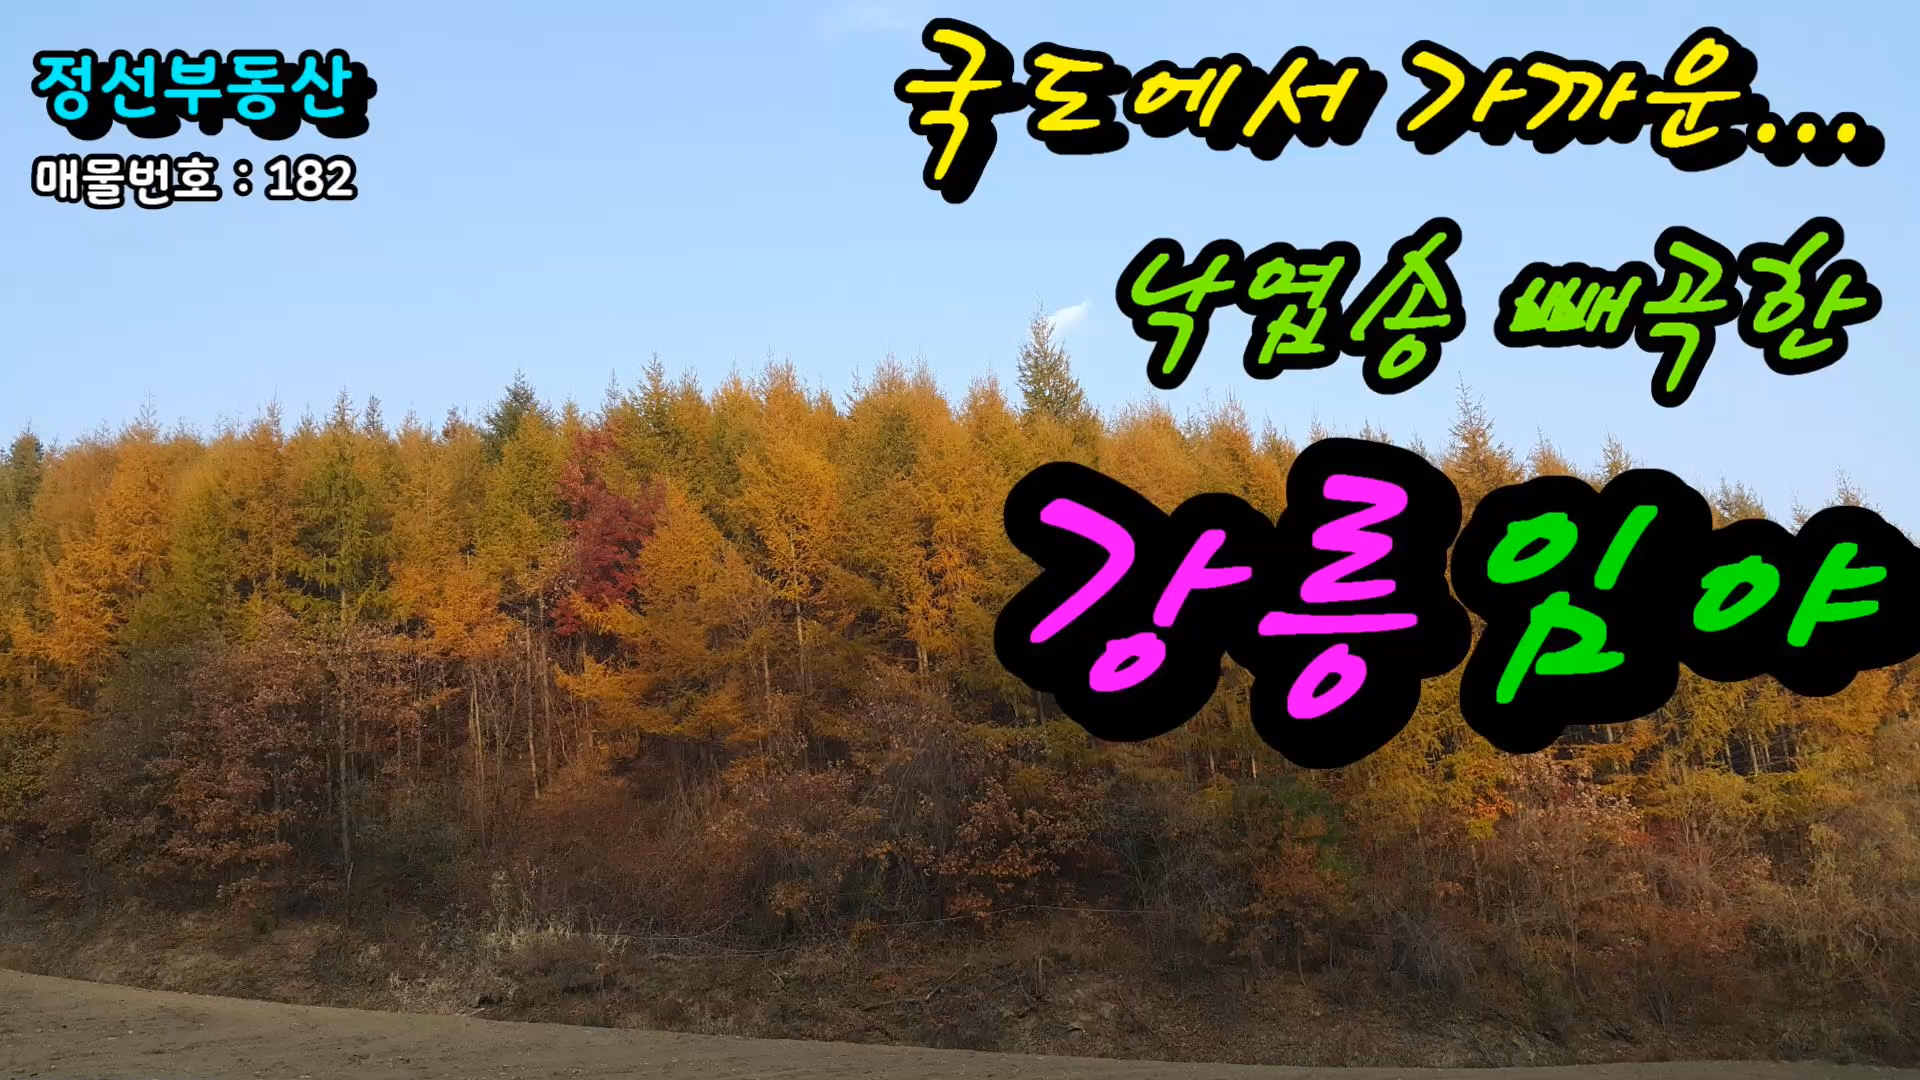 정선부동산
매물번호 : 182
국도에서 가까운...
낙엽송 빼곡한
강릉임야